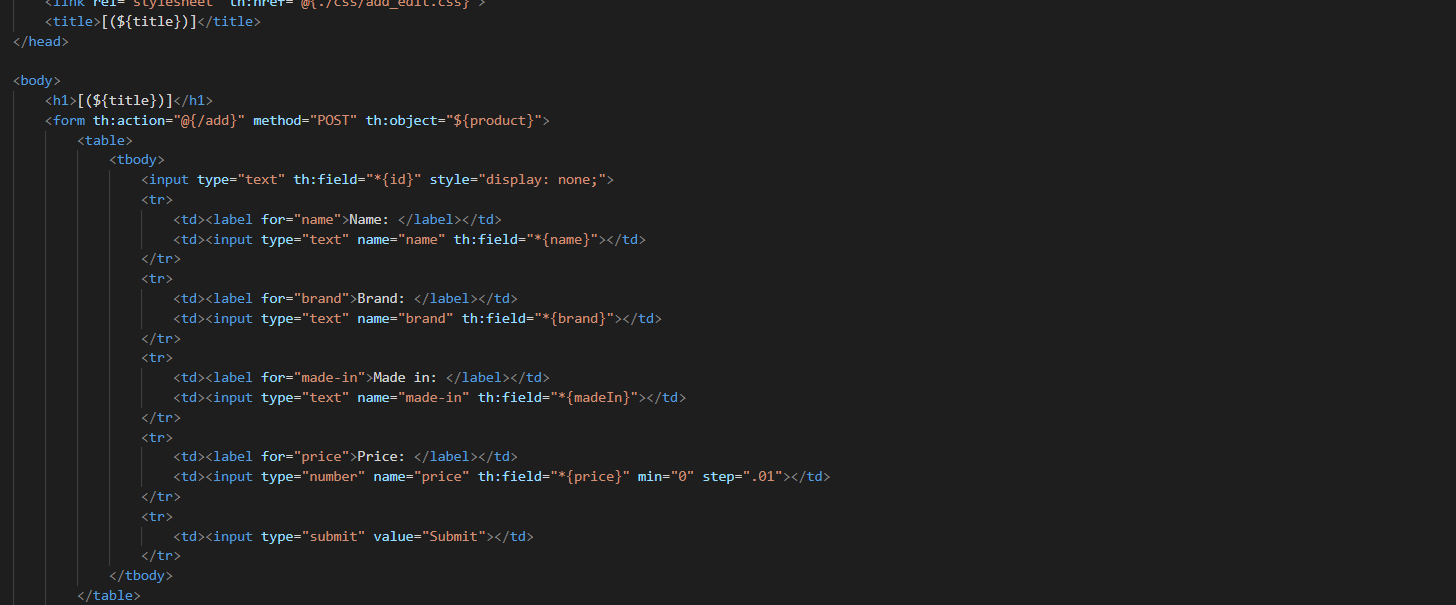 <link rel="stylesheet" th:href="@{./css/add_edit.css}">
<title>[(${title})]</title>
</head>
<body>
<h1>[(${title})]</h1>
<form th:action="@{/add}" method="POST" th:object="${product}">
<table>
<tbody>
<input type="text" th:field="*{id}" style="display: none;">
<tr>
<td><label for="name">Name: </label></td>
<td><input type="text" name="name" th:field="*{name}"></td>
</tr>
<tr>
<td><label for="brand">Brand: </label></td>
<td><input type="text" name="brand" th:field="*{brand}"></td>
</tr>
<tr>
<td><label for="made-in">Made in: </label></td>
<td><input type="text" name="made-in" th:field="*{madeIn}"></td>
</tr>
<tr>
<td><label for="price">Price: </label></td>
<td><input type="number" name="price" th:field="*{price}" min="0" step=".01"></td>
</tr>
<tr>
<td><input type="submit" value="Submit"></td>
</tr>
</tbody>
</table>